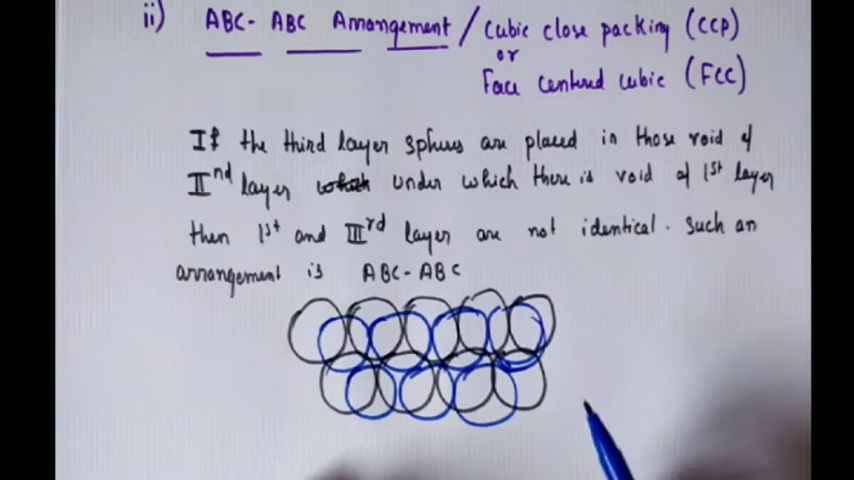 ii) ABC- ABC Arrangement / Cubic close packing (CCP)
or
Face centered cubic (FCC)
If the third layer spheres are placed in those void of
IInd layer which under which there is void of 1st layer
then 1st and IIIrd layer are not identical. Such an
arrangement is ABC-ABC